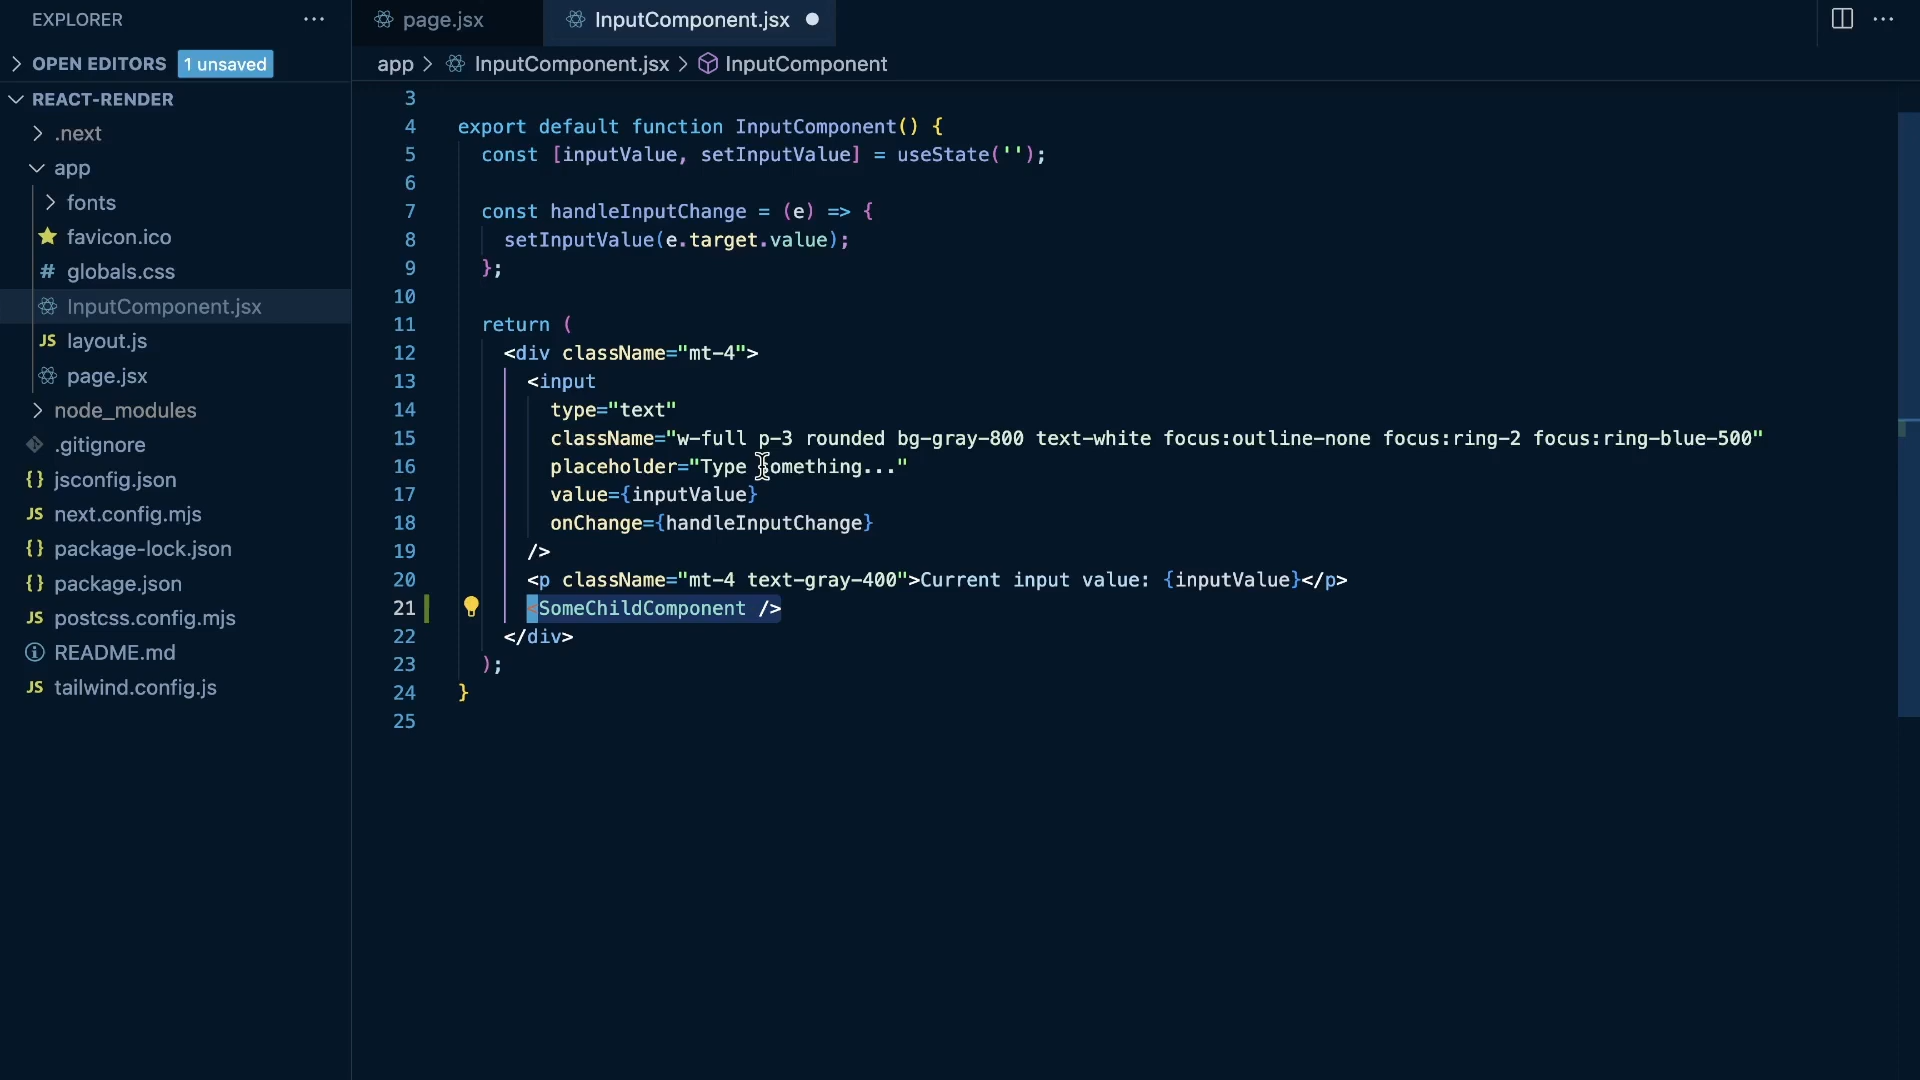 EXPLORER
OPEN EDITORS 1 unsaved
REACT-RENDER
.next
app
fonts
favicon.ico
# globals.css
InputComponent.jsx
JS layout.js
page.jsx
node_modules
.gitignore
{} jsconfig.json
JS next.config.mjs
{} package-lock.json
{} package.json
JS postcss.config.mjs
README.md
JS tailwind.config.js
page.jsx
InputComponent.jsx
app > InputComponent.jsx > InputComponent
3
4 export default function InputComponent() {
5 const [inputValue, setInputValue] = useState('');
6
7 const handleInputChange = (e) => {
8 setInputValue(e.target.value);
9 };
10
11 return (
12 <div className="mt-4">
13 <input
14 type="text"
15 className="w-full p-3 rounded bg-gray-800 text-white focus:outline-none focus:ring-2 focus:ring-blue-500"
16 placeholder="Type something..."
17 value={inputValue}
18 onChange={handleInputChange}
19 />
20 <p className="mt-4 text-gray-400">Current input value: {inputValue}</p>
21 <SomeChildComponent />
22 </div>
23 );
24 }
25